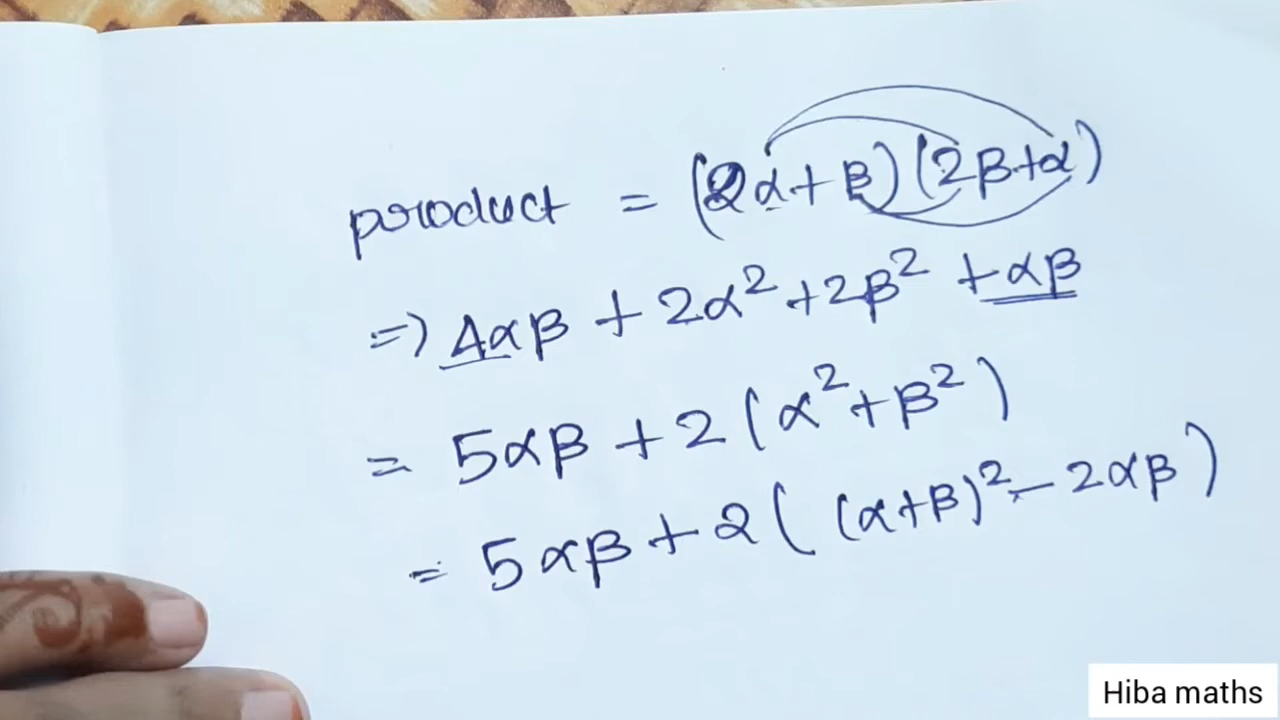 product = (2α+β)(2β+α)
=) 4αβ + 2α² +2β² +αβ
= 5αβ + 2(α²+β²)
= 5αβ + 2((α+β)² - 2αβ)
Hiba maths